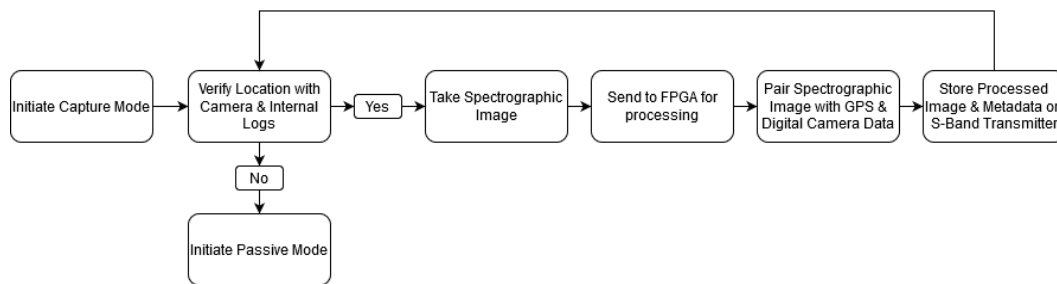 Initiate Capture Mode
Verify Location with
Camera & Internal
Logs
Yes
Take Spectrographic
Image
Send to FPGA for
processing
Pair Spectrographic
Image with GPS &
Digital Camera Data
Store Processed
Image & Metadata on
S-Band Transmitter
No
Initiate Passive Mode